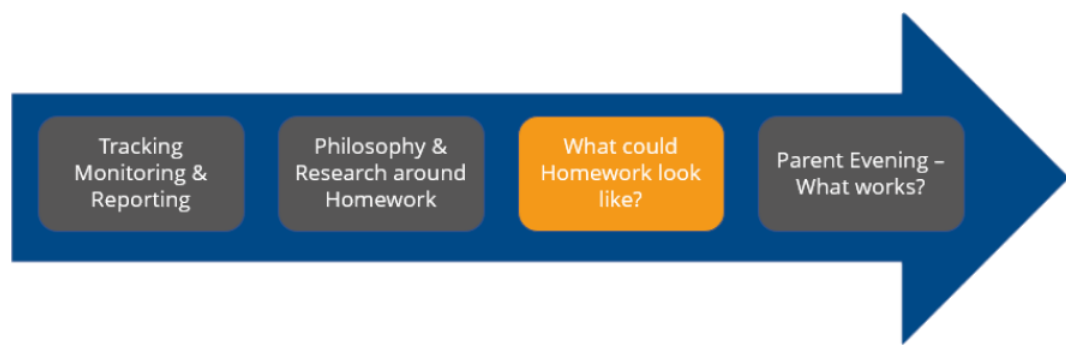 Tracking
Monitoring &
Reporting
Philosophy &
Research around
Homework
What could
Homework look
like?
Parent Evening –
What works?